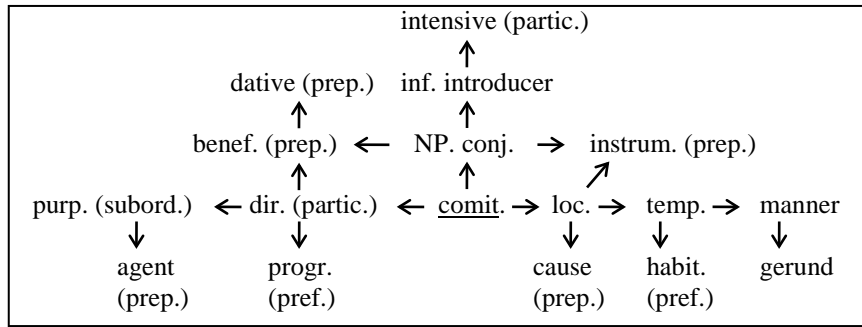 intensive (partic.)
dative (prep.) inf. introducer
benef. (prep.) NP. conj. instrum. (prep.)
purp. (subord.) dir. (partic.) comit. loc. temp. manner
agent progr. cause habit. gerund
(prep.) (pref.) (prep.) (pref.)